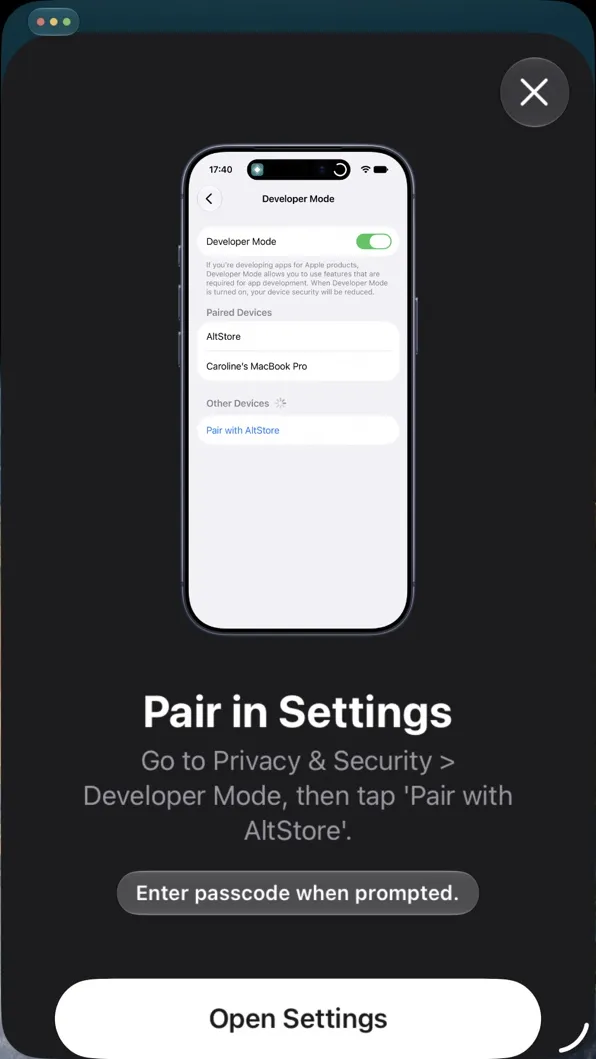 17:40
Developer Mode
Developer Mode
If you're developing apps for Apple products,
Developer Mode allows you to use features that are
required for app development. When Developer Mode
is turned on, your device security will be reduced.
Paired Devices
AltStore
Caroline's MacBook Pro
Other Devices
Pair with AltStore
Pair in Settings
Go to Privacy & Security >
Developer Mode, then tap 'Pair with
AltStore'.
Enter passcode when prompted.
Open Settings